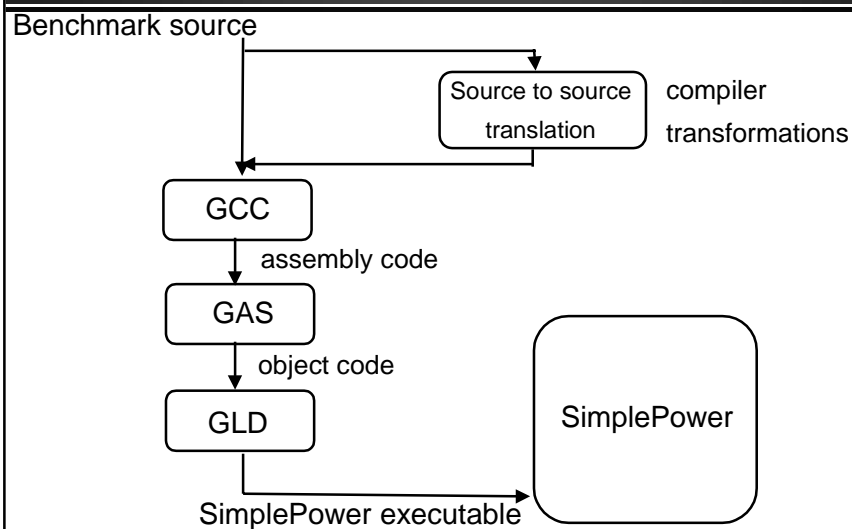 Benchmark source
Source to source
translation
compiler
transformations
GCC
assembly code
GAS
object code
GLD
SimplePower
SimplePower executable